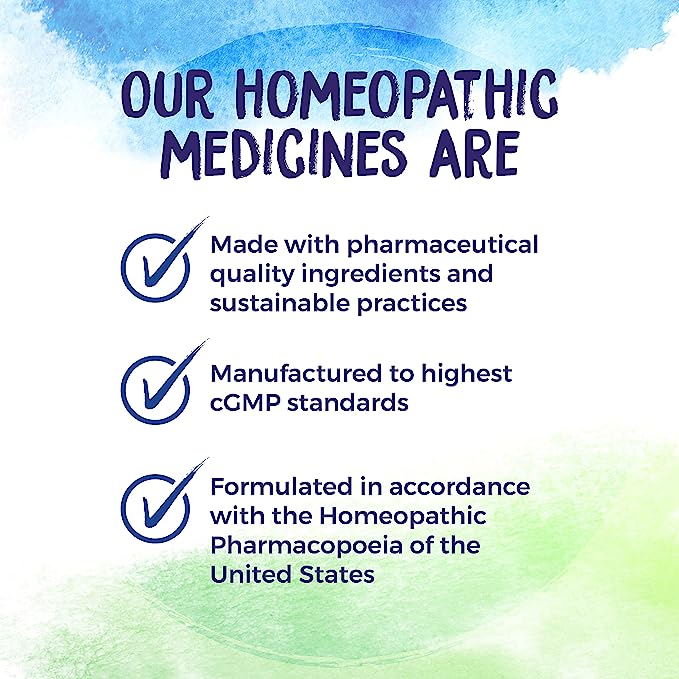 OUR HOMEOPATHIC
MEDICINES ARE
Made with pharmaceutical
quality ingredients and
sustainable practices
Manufactured to highest
cGMP standards
Formulated in accordance
with the Homeopathic
Pharmacopoeia of the
United States